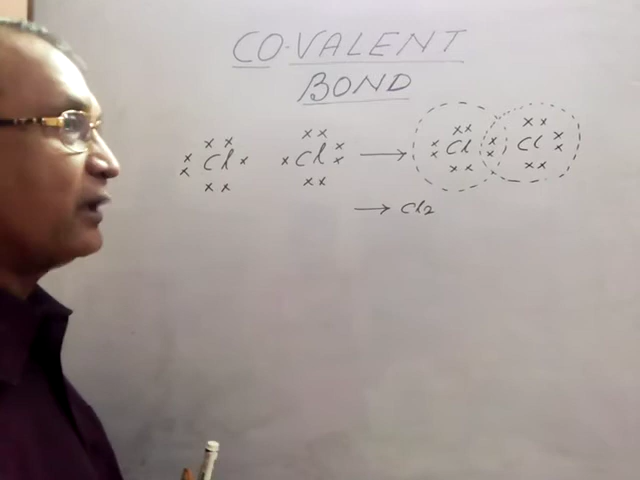 CO-VALENT
BOND
Cl Cl → Cl Cl
→ Cl2